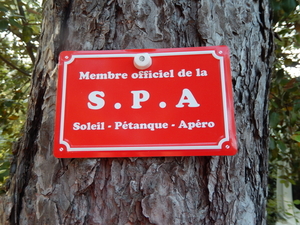 Membre officiel de la
S.P.A
Soleil - Pétanque - Apéro